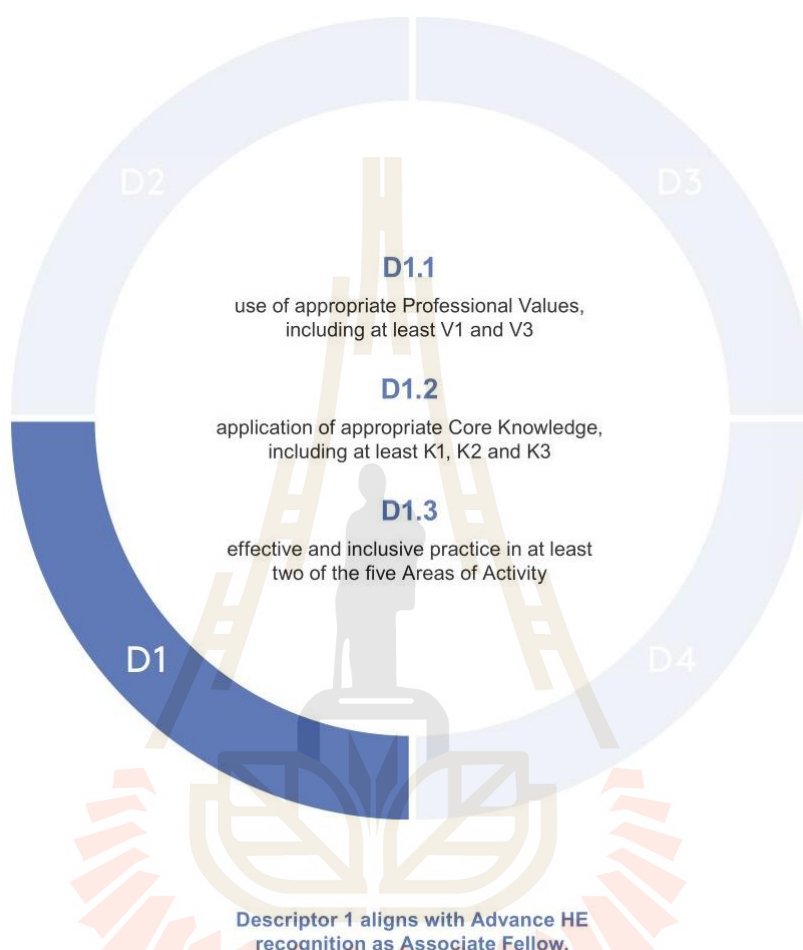 D2
D3
D1.1
use of appropriate Professional Values,
including at least V1 and V3
D1.2
application of appropriate Core Knowledge,
including at least K1, K2 and K3
D1.3
effective and inclusive practice in at least
two of the five Areas of Activity
D1
D4
Descriptor 1 aligns with Advance HE
recognition as Associate Fellow.